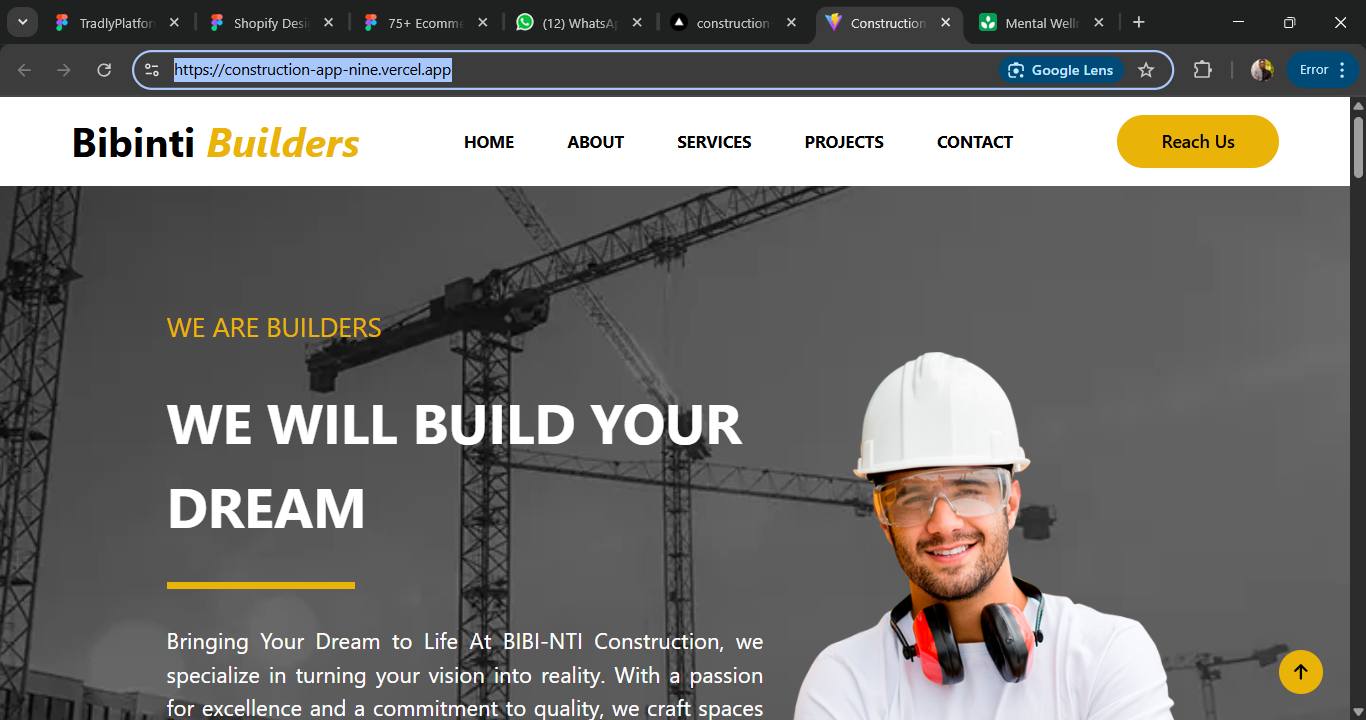 TradlyPlatfor
Shopify Desi
75+ Ecomme
(12) WhatsA
construction
Construction
Mental Welln
https://construction-app-nine.vercel.app
Google Lens
Error
Bibinti Builders
HOME
ABOUT
SERVICES
PROJECTS
CONTACT
Reach Us
WE ARE BUILDERS
WE WILL BUILD YOUR
DREAM
Bringing Your Dream to Life At BIBI-NTI Construction, we
specialize in turning your vision into reality. With a passion
for excellence and a commitment to quality, we craft spaces